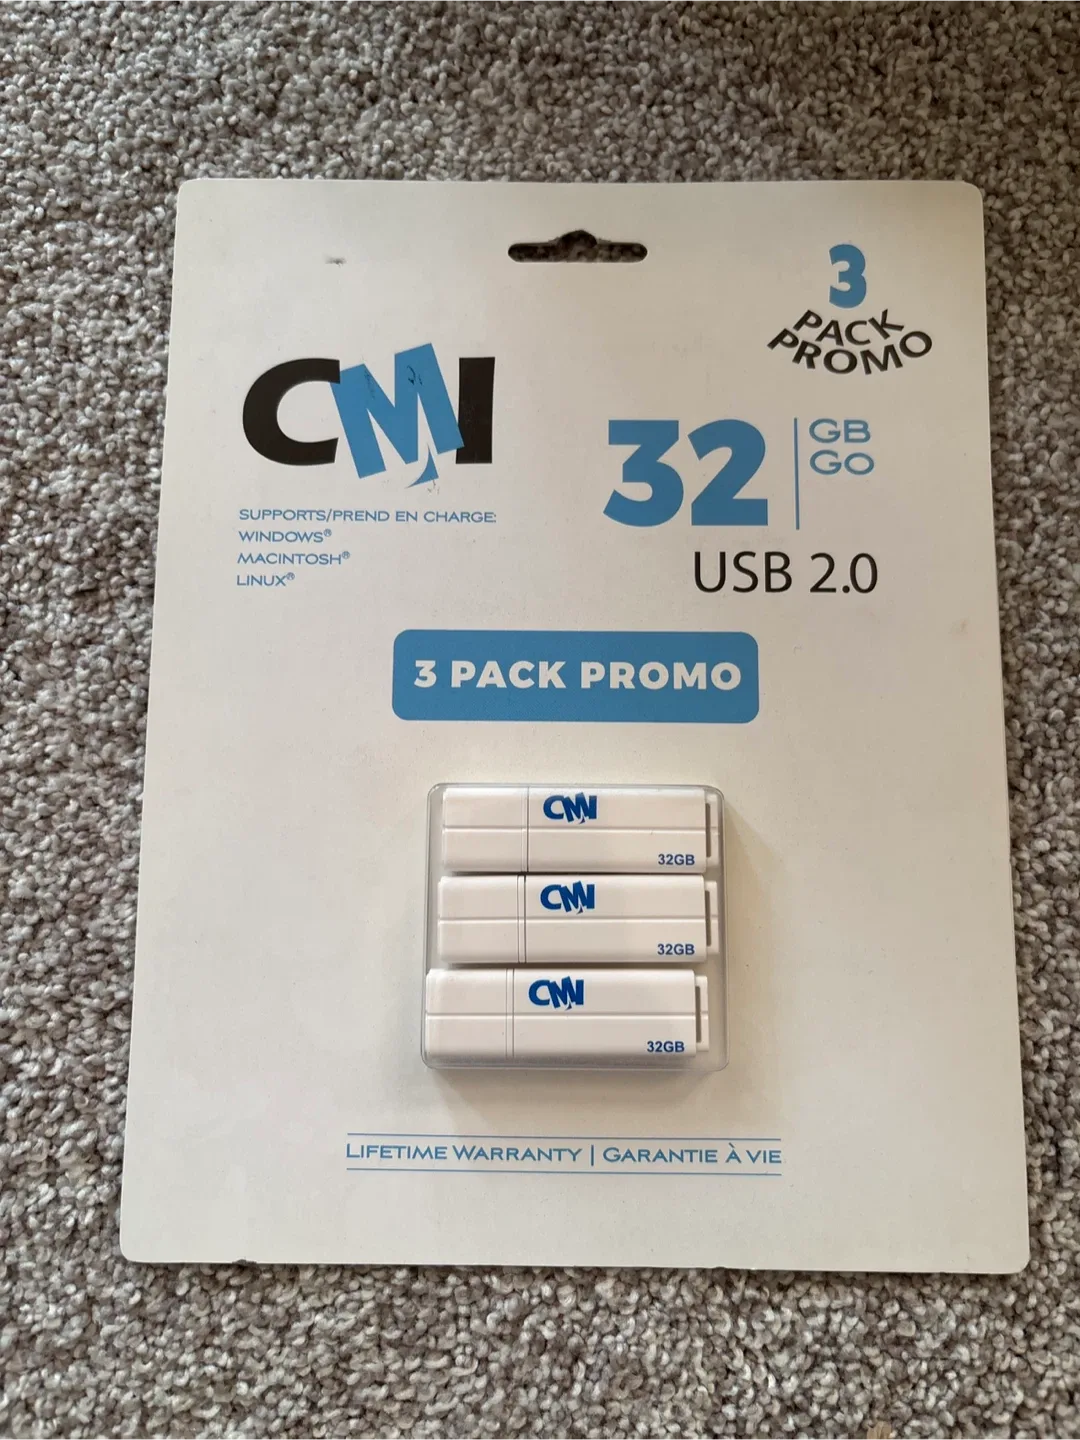 3
PACK
PROMO
CMI
32 GB
GO
USB 2.0
SUPPORTS/PREND EN CHARGE:
WINDOWS®
MACINTOSH®
LINUX®
3 PACK PROMO
CMI
32GB
CMI
32GB
CMI
32GB
LIFETIME WARRANTY | GARANTIE À VIE